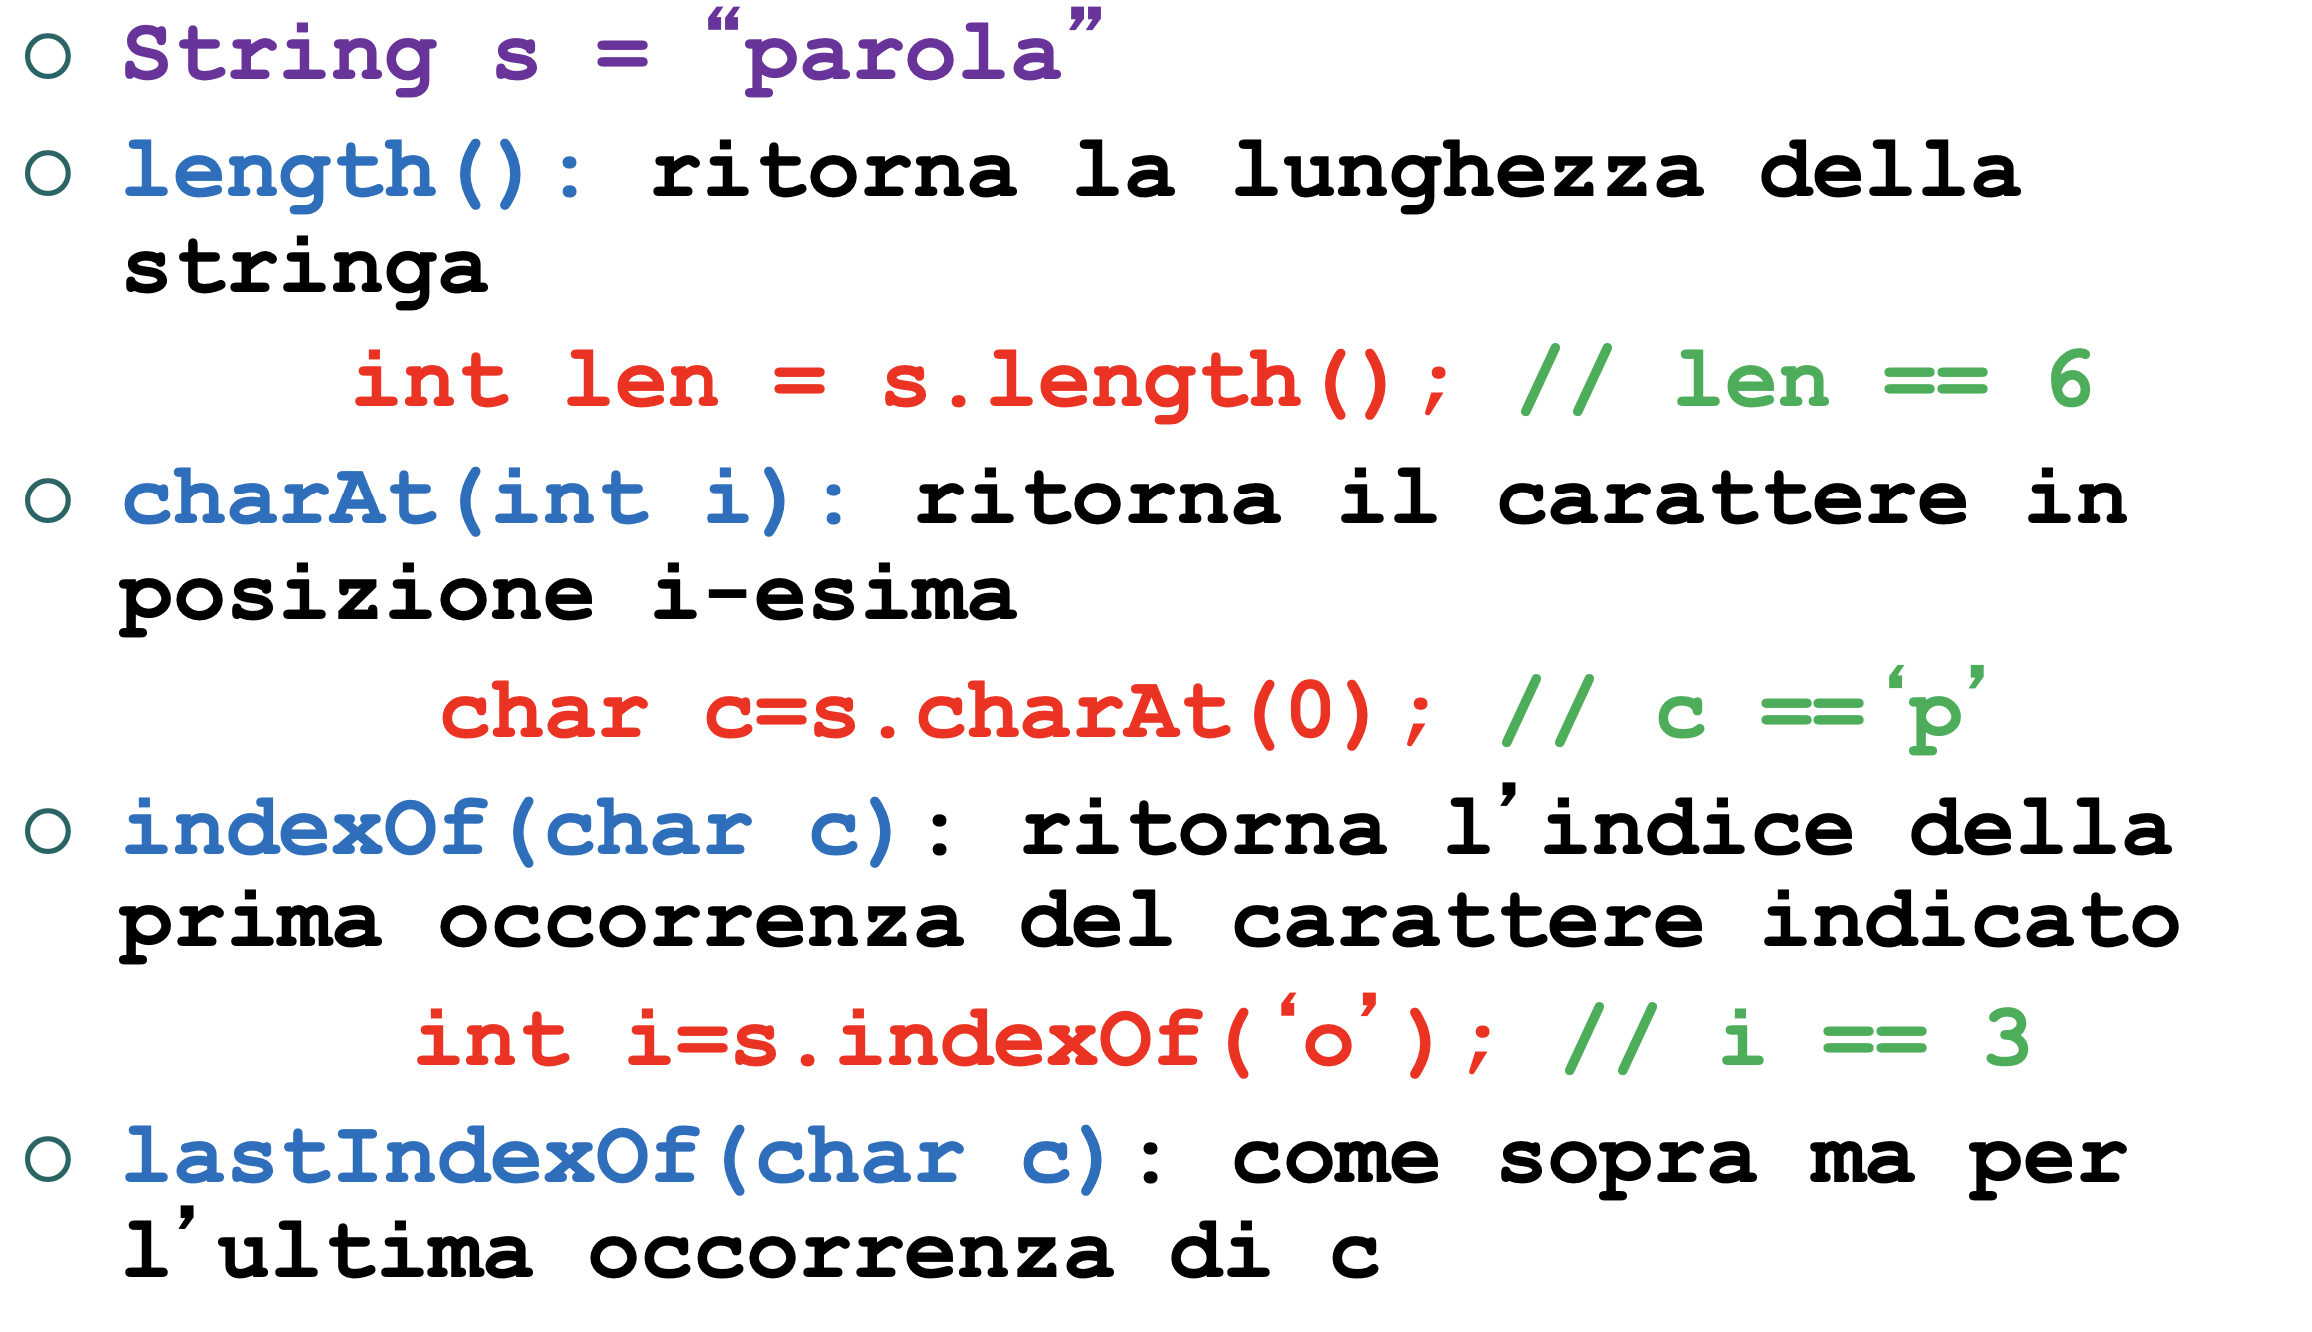 String s = “parola”
length(): ritorna la lunghezza della
stringa
int len = s.length(); // len == 6
charAt(int i): ritorna il carattere in
posizione i-esima
char c=s.charAt(0); // c ==‘p’
indexOf(char c): ritorna l’indice della
prima occorrenza del carattere indicato
int i=s.indexOf(‘o’); // i == 3
lastIndexOf(char c): come sopra ma per
l’ultima occorrenza di c